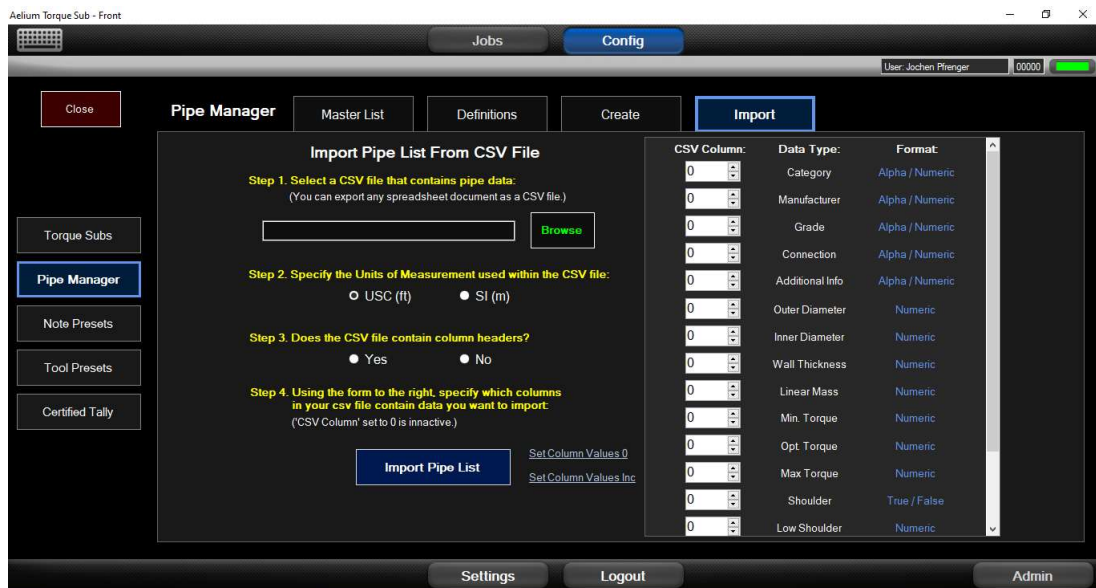 Aelium Torque Sub - Front
Jobs
Config
User: Jochen Pfrenger
00000
Close
Pipe Manager
Master List
Definitions
Create
Import
Torque Subs
Pipe Manager
Note Presets
Tool Presets
Certified Tally
Import Pipe List From CSV File
Step 1. Select a CSV file that contains pipe data:
(You can export any spreadsheet document as a CSV file.)
Browse
Step 2. Specify the Units of Measurement used within the CSV file:
USC (ft) SI (m)
Step 3. Does the CSV file contain column headers?
Yes No
Step 4. Using the form to the right, specify which columns
in your csv file contain data you want to import:
('CSV Column' set to 0 is innactive.)
Import Pipe List
Set Column Values 0
Set Column Values Inc
CSV Column: Data Type: Format:
0 Category Alpha / Numeric
0 Manufacturer Alpha / Numeric
0 Grade Alpha / Numeric
0 Connection Alpha / Numeric
0 Additional Info Alpha / Numeric
0 Outer Diameter Numeric
0 Inner Diameter Numeric
0 Wall Thickness Numeric
0 Linear Mass Numeric
0 Min. Torque Numeric
0 Opt. Torque Numeric
0 Max Torque Numeric
0 Shoulder True / False
0 Low Shoulder Numeric
Settings
Logout
Admin